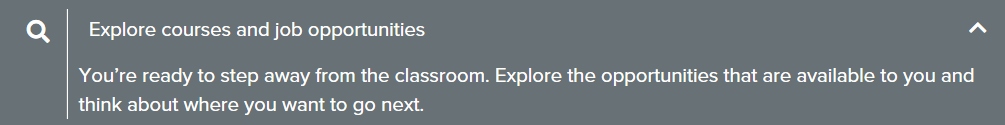 Explore courses and job opportunities
You’re ready to step away from the classroom. Explore the opportunities that are available to you and
think about where you want to go next.